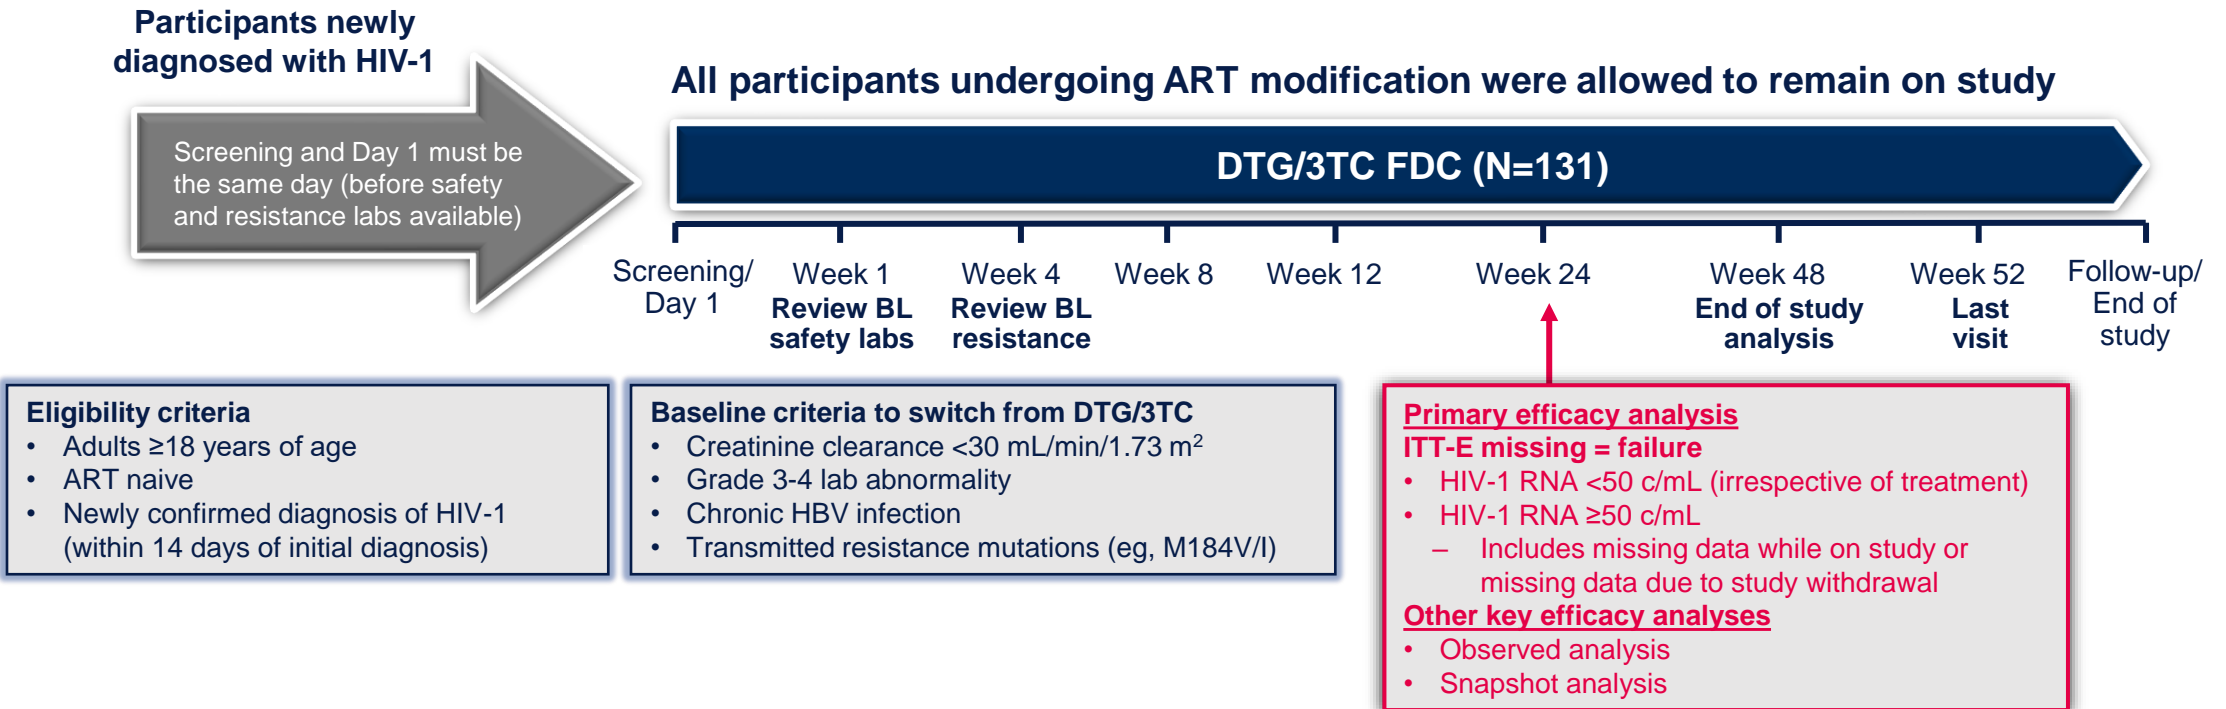 Participants newly
diagnosed with HIV-1
Screening and Day 1 must be
the same day (before safety
and resistance labs available)
All participants undergoing ART modification were allowed to remain on study
DTG/3TC FDC (N=131)
Screening/
Day 1
Week 1
Review BL
safety labs
Week 4
Review BL
resistance
Week 8
Week 12
Week 24
Week 48
End of study
analysis
Week 52
Last
visit
Follow-up/
End of
study
Eligibility criteria
• Adults ≥18 years of age
• ART naive
• Newly confirmed diagnosis of HIV-1
(within 14 days of initial diagnosis)
Baseline criteria to switch from DTG/3TC
• Creatinine clearance <30 mL/min/1.73 m²
• Grade 3-4 lab abnormality
• Chronic HBV infection
• Transmitted resistance mutations (eg, M184V/I)
Primary efficacy analysis
ITT-E missing = failure
• HIV-1 RNA <50 c/mL (irrespective of treatment)
• HIV-1 RNA ≥50 c/mL
– Includes missing data while on study or
missing data due to study withdrawal
Other key efficacy analyses
• Observed analysis
• Snapshot analysis